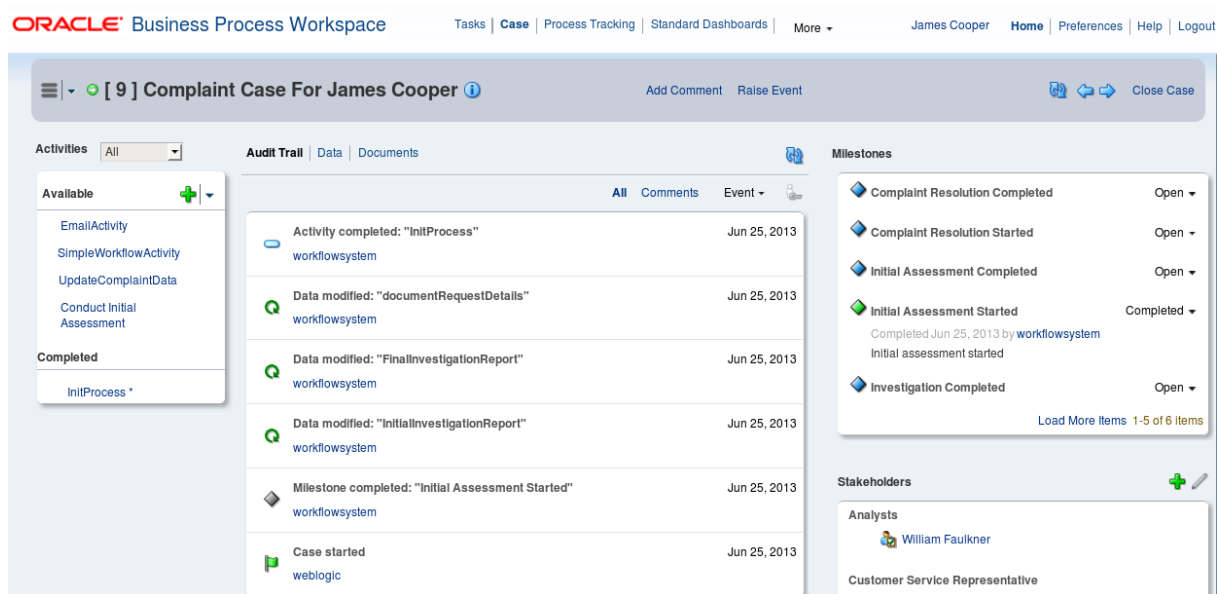 ORACLE Business Process Workspace
Tasks | Case | Process Tracking | Standard Dashboards | More
James Cooper Home | Preferences | Help | Logout
[ 9 ] Complaint Case For James Cooper
Add Comment Raise Event
Close Case
Activities All
Available
EmailActivity
SimpleWorkflowActivity
UpdateComplaintData
Conduct Initial
Assessment
Completed
InitProcess *
Audit Trail | Data | Documents
All Comments Event
Activity completed: "InitProcess" Jun 25, 2013
workflowsystem
Data modified: "documentRequestDetails" Jun 25, 2013
workflowsystem
Data modified: "FinalInvestigationReport" Jun 25, 2013
workflowsystem
Data modified: "InitialInvestigationReport" Jun 25, 2013
workflowsystem
Milestone completed: "Initial Assessment Started" Jun 25, 2013
workflowsystem
Case started Jun 25, 2013
weblogic
Milestones
Complaint Resolution Completed Open
Complaint Resolution Started Open
Initial Assessment Completed Open
Initial Assessment Started Completed
Completed Jun 25, 2013 by workflowsystem
Initial assessment started
Investigation Completed Open
Load More Items 1-5 of 6 items
Stakeholders
Analysts
William Faulkner
Customer Service Representative